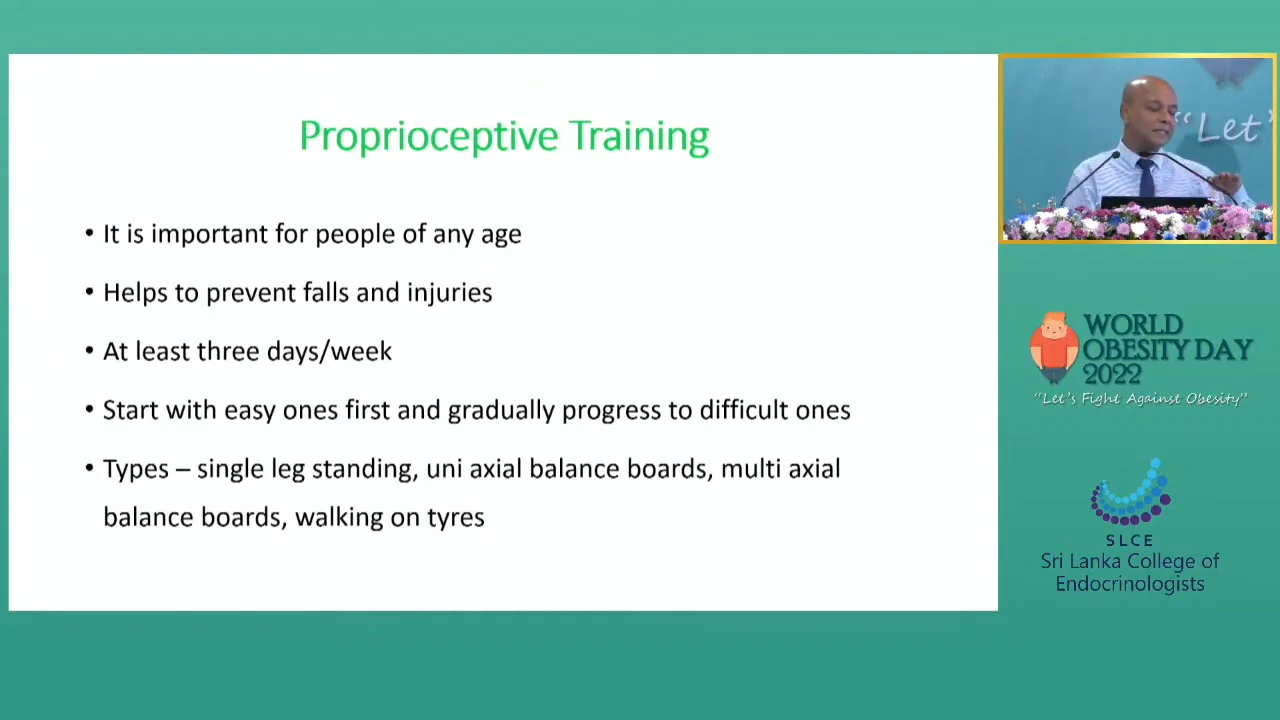 Proprioceptive Training
• It is important for people of any age
• Helps to prevent falls and injuries
• At least three days/week
• Start with easy ones first and gradually progress to difficult ones
• Types – single leg standing, uni axial balance boards, multi axial
balance boards, walking on tyres
“Let’
WORLD
OBESITY DAY
2022
“Let’s Fight Against Obesity”
SLCE
Sri Lanka College of
Endocrinologists